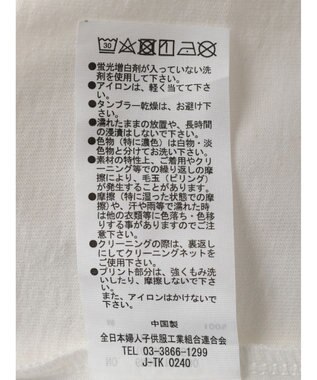 30
●蛍光増白剤が入っていない洗
剤を使用して下さい。
●アイロンは、軽く当てて下さ
い。
●タンブラー乾燥は、お避け下
さい。
●濡れたままの放置や、長時間
の浸漬はしないで下さい。
●色物(特に濃色)は白物・淡
色物と分けてお洗い下さい。
●素材の特性上、ご着用やクリ
ーニング等での繰り返しの摩
擦により、毛玉(ピリング)
が発生することがあります。
●摩擦(特に湿った状態での摩
擦)や、汗や雨等で濡れた時
は他の衣類等に色落ち・色移
りする事がありますのでご注
意下さい。
●クリーニングの際は、裏返し
にしてクリーニングネットを
ご使用下さい。
●プリント部分は、強くもみ洗
いしたり、摩擦しないで下さ
い。
また、アイロンはかけないで
下さい。
中国製
全日本婦人子供服工業組合連合会
TEL 03-3866-1299
J-TK 0240